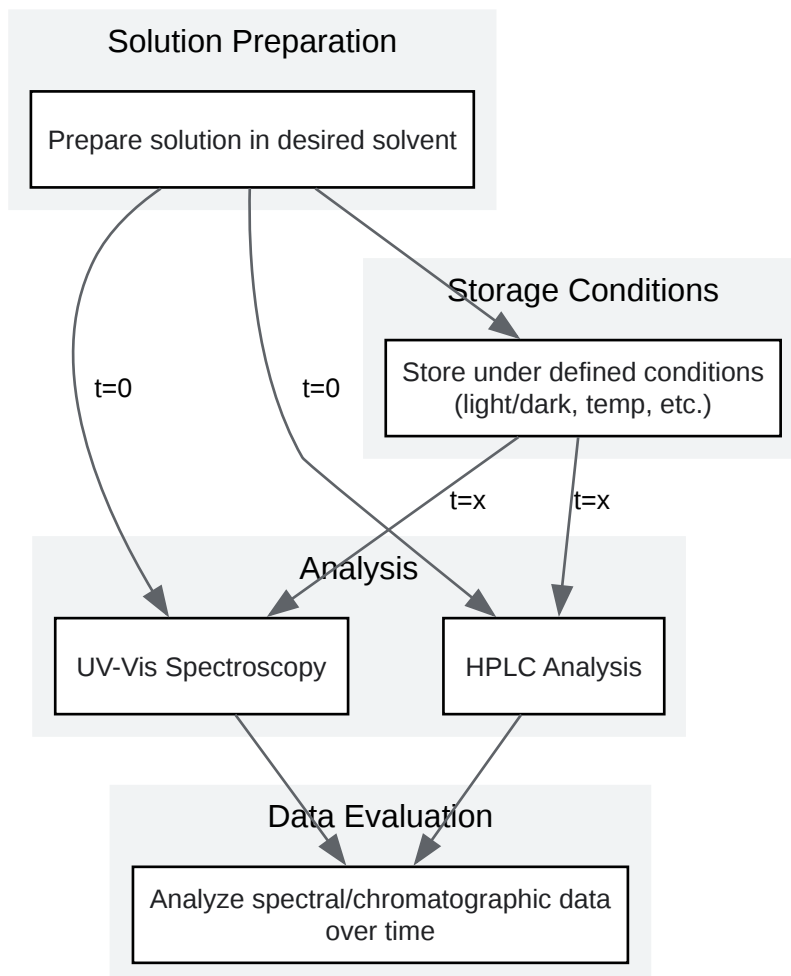 Solution Preparation
Prepare solution in desired solvent
Storage Conditions
Store under defined conditions
(light/dark, temp, etc.)
t=0
t=0
t=x
t=x
Analysis
UV-Vis Spectroscopy
HPLC Analysis
Data Evaluation
Analyze spectral/chromatographic data
over time